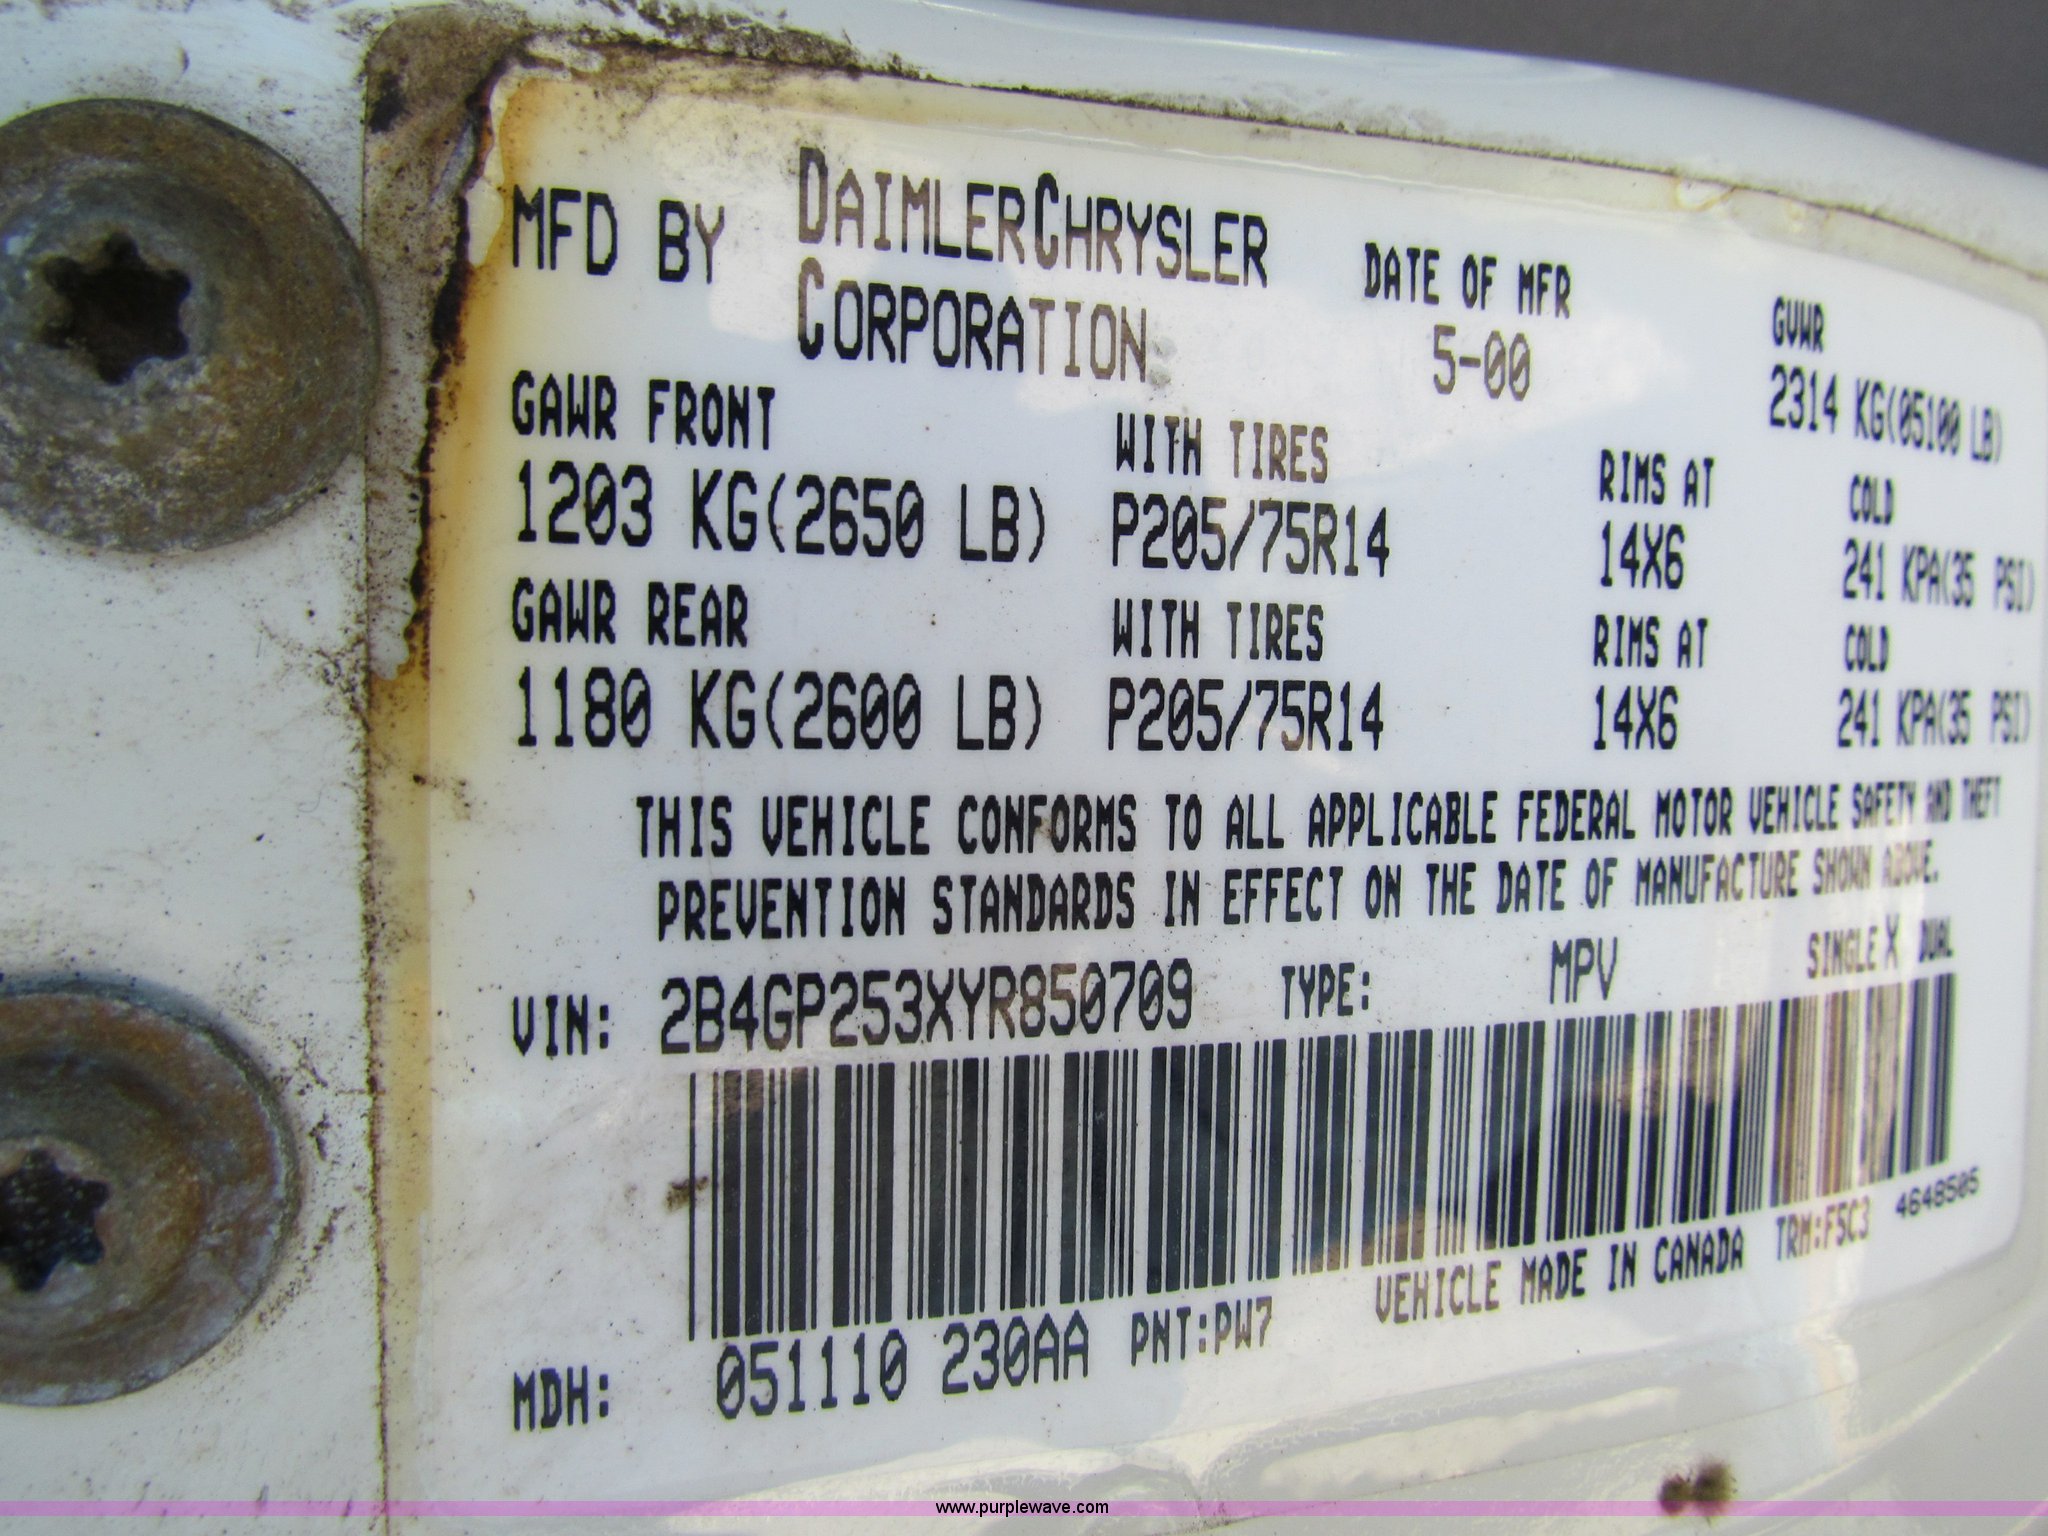 MFD BY DAIMLERCHRYSLER CORPORATION
DATE OF MFR
5-00
GVWR
2314 KG(05100 LB)
GAWR FRONT WITH TIRES RIMS AT COLD
1203 KG(2650 LB) P205/75R14 14X6 241 KPA(35 PSI)
GAWR REAR WITH TIRES RIMS AT COLD
1180 KG(2600 LB) P205/75R14 14X6 241 KPA(35 PSI)
THIS VEHICLE CONFORMS TO ALL APPLICABLE FEDERAL MOTOR VEHICLE SAFETY AND THEFT
PREVENTION STANDARDS IN EFFECT ON THE DATE OF MANUFACTURE SHOWN ABOVE.
VIN: 2B4GP253XYR850709 TYPE: MPV SINGLE X DUAL
MDH: 051110 230AA PNT:PW7 VEHICLE MADE IN CANADA TRM:F5C3 4648505
www.purplewave.com